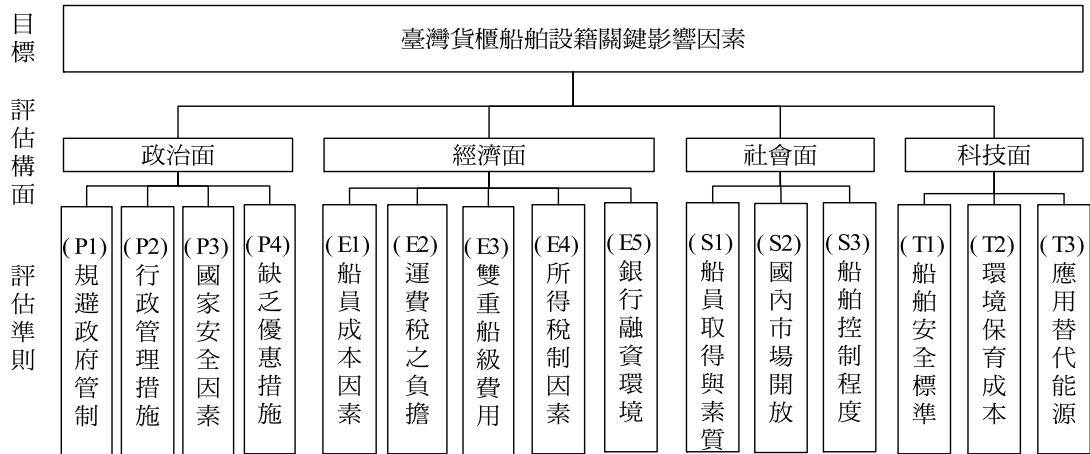 目標
臺灣貨櫃船舶設籍關鍵影響因素
評估構面
政治面
經濟面
社會面
科技面
評估準則
(P1)規避政府管制
(P2)行政管理措施
(P3)國家安全因素
(P4)缺乏優惠措施
(E1)船員成本因素
(E2)運費稅之負擔
(E3)雙重船級費用
(E4)所得稅制因素
(E5)銀行融資環境
(S1)船員取得與素質
(S2)國內市場開放
(S3)船舶控制程度
(T1)船舶安全標準
(T2)環境保育成本
(T3)應用替代能源